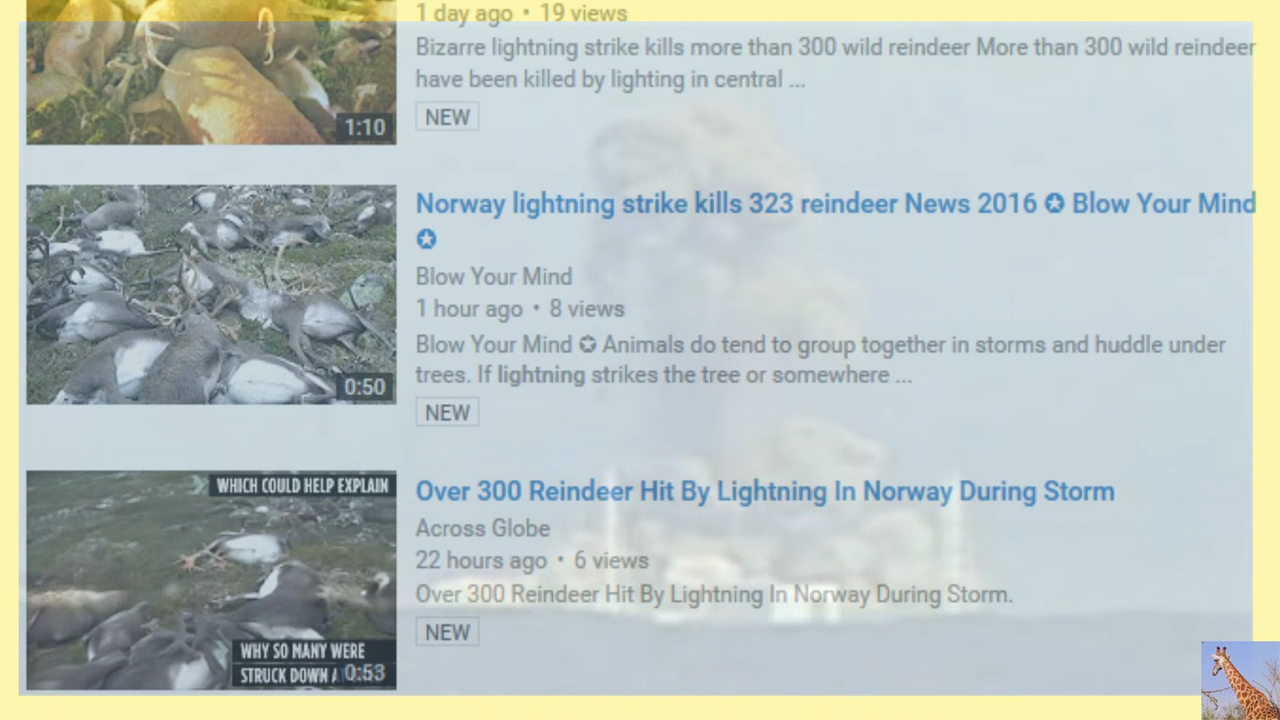 1 day ago • 19 views
Bizarre lightning strike kills more than 300 wild reindeer More than 300 wild reindeer
have been killed by lighting in central ...
1:10
NEW
Norway lightning strike kills 323 reindeer News 2016 ✪ Blow Your Mind
✪
Blow Your Mind
1 hour ago • 8 views
Blow Your Mind ✪ Animals do tend to group together in storms and huddle under
trees. If lightning strikes the tree or somewhere ...
0:50
NEW
WHICH COULD HELP EXPLAIN
Over 300 Reindeer Hit By Lightning In Norway During Storm
Across Globe
22 hours ago • 6 views
Over 300 Reindeer Hit By Lightning In Norway During Storm.
NEW
WHY SO MANY WERE
STRUCK DOWN
0:53